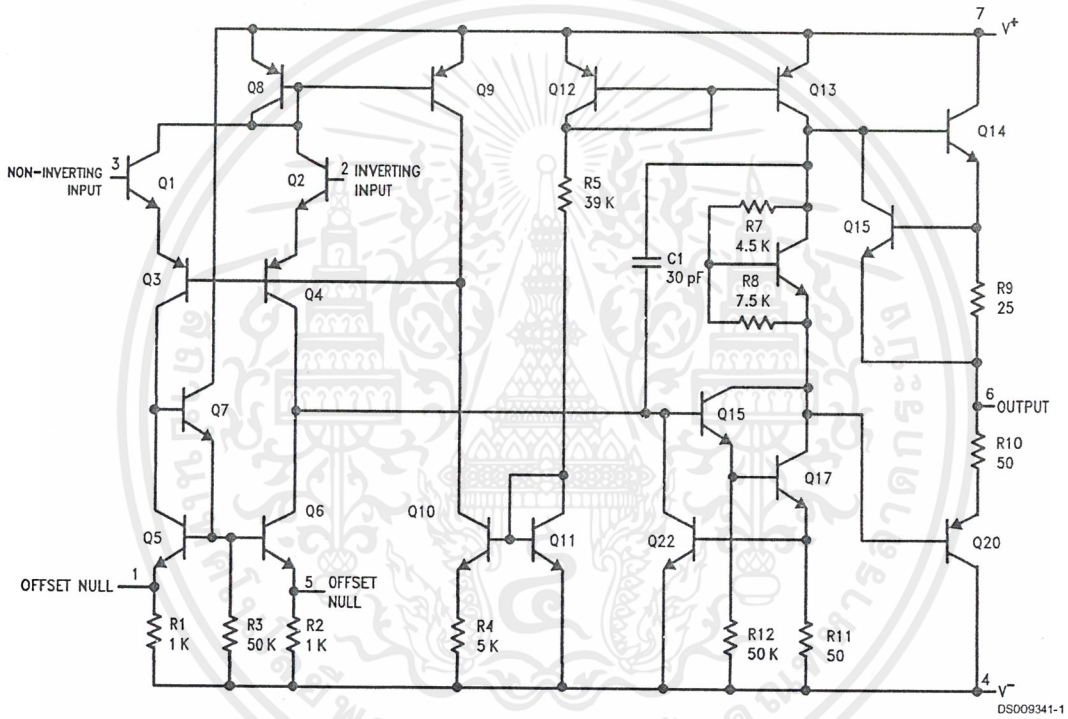 7
V+
Q8
Q9
Q12
Q13
Q14
NON-INVERTING
INPUT
3
Q1
Q2
2 INVERTING
INPUT
R5
39 K
R7
4.5 K
Q15
C1
30 pF
R8
7.5 K
R9
25
Q3
Q4
6
OUTPUT
Q7
Q15
R10
50
Q17
Q5
Q6
Q10
Q11
Q22
Q20
OFFSET NULL
1
5
OFFSET
NULL
R1
1 K
R3
50 K
R2
1 K
R4
5 K
R12
50 K
R11
50
4
V-
DS009341-1